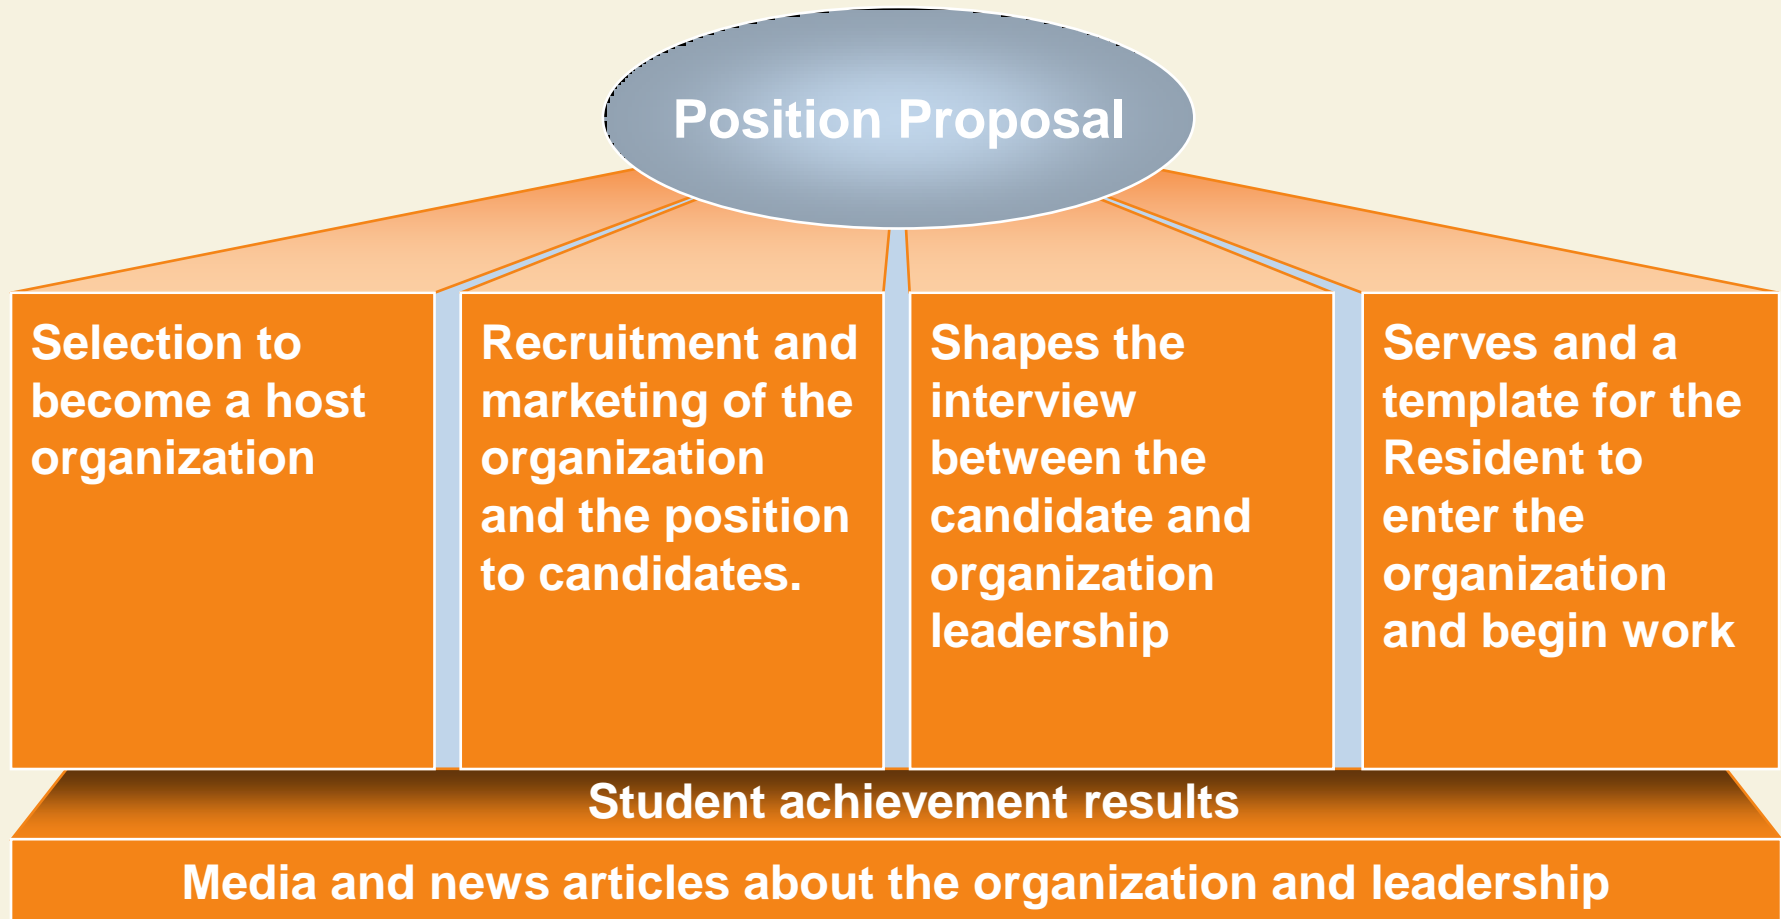 Position Proposal
Selection to
become a host
organization
Recruitment and
marketing of the
organization
and the position
to candidates.
Shapes the
interview
between the
candidate and
organization
leadership
Serves and a
template for the
Resident to
enter the
organization
and begin work
Student achievement results
Media and news articles about the organization and leadership